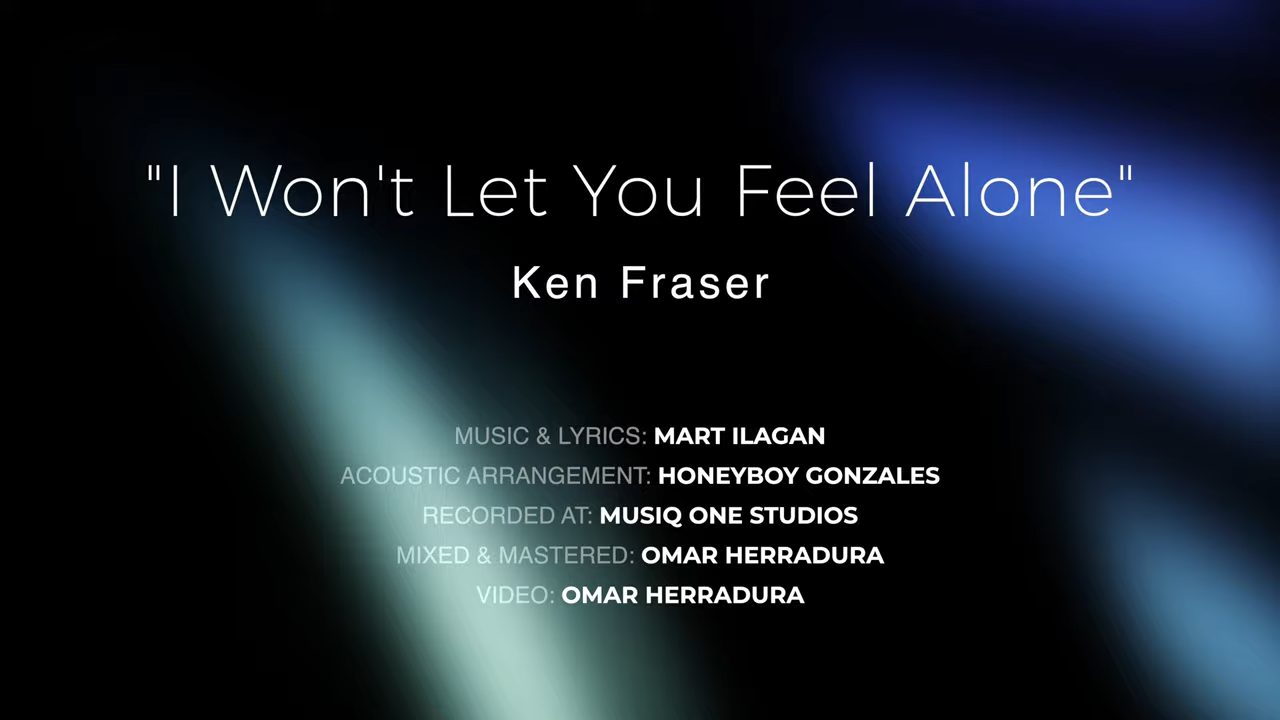 "I Won't Let You Feel Alone"
Ken Fraser
MUSIC & LYRICS: MART ILAGAN
ACOUSTIC ARRANGEMENT: HONEYBOY GONZALES
RECORDED AT: MUSIQ ONE STUDIOS
MIXED & MASTERED: OMAR HERRADURA
VIDEO: OMAR HERRADURA